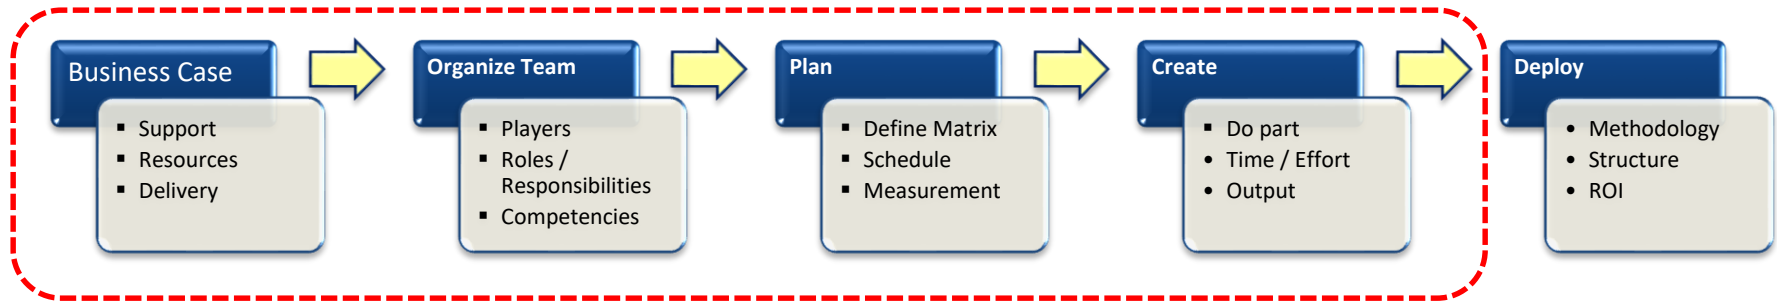 Business Case
▪ Support
▪ Resources
▪ Delivery
Organize Team
▪ Players
▪ Roles /
Responsibilities
▪ Competencies
Plan
▪ Define Matrix
▪ Schedule
▪ Measurement
Create
▪ Do part
• Time / Effort
• Output
Deploy
• Methodology
• Structure
• ROI